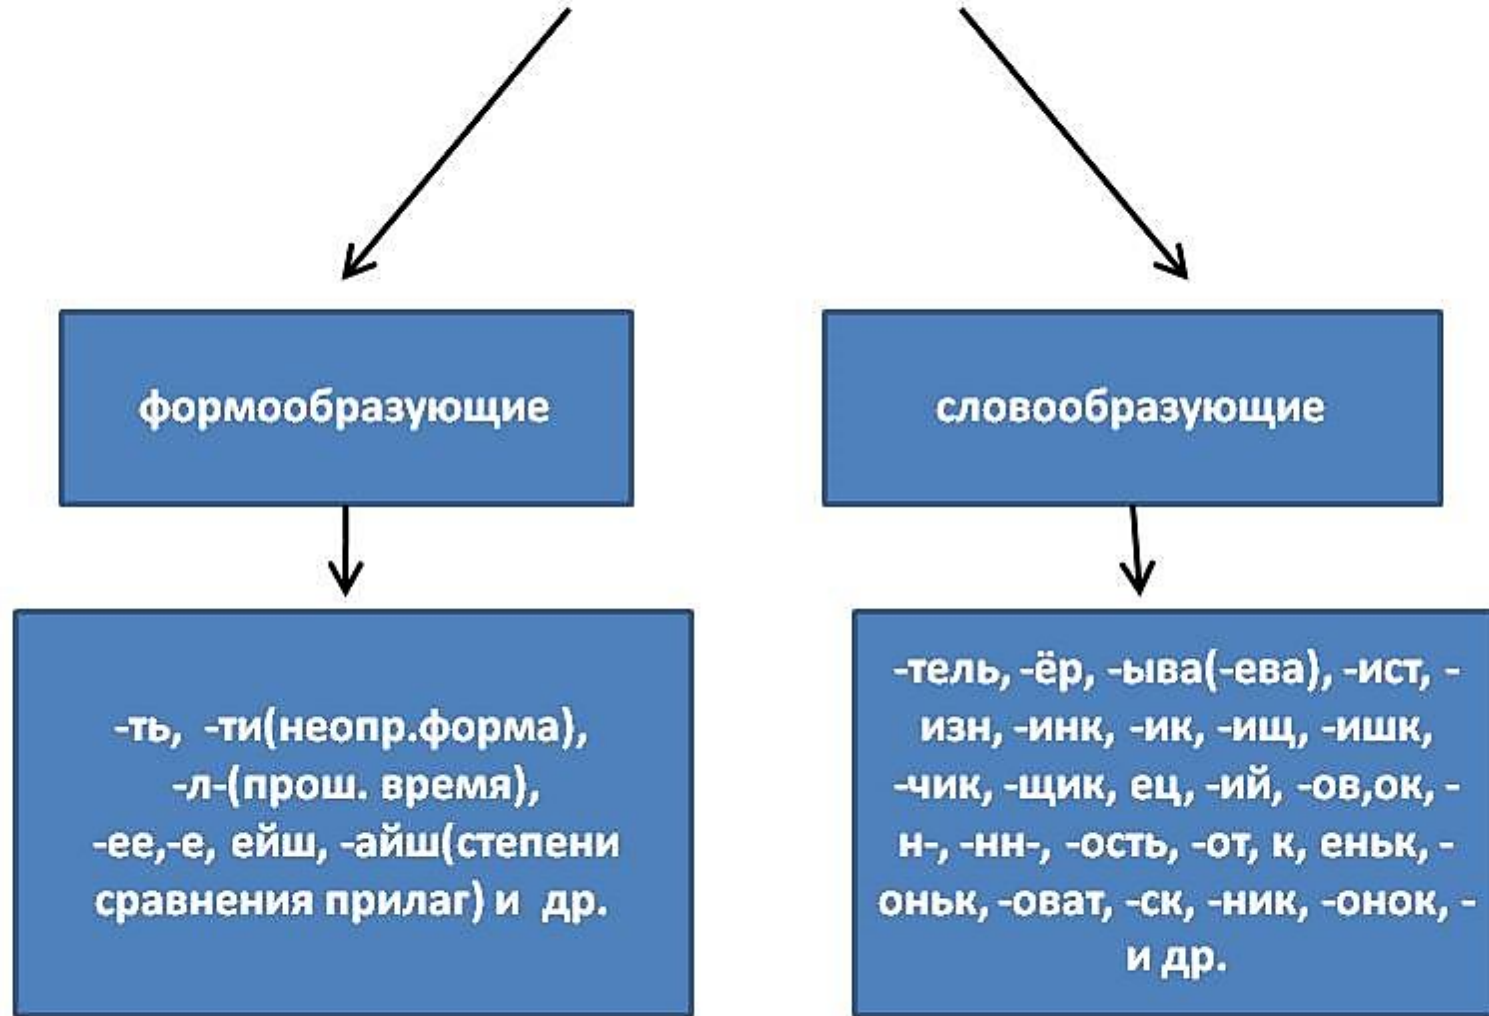 формообразующие
словообразующие
-ть, -ти(неопр.форма),
-л-(прош. время),
-ее,-е, ейш, -айш(степени
сравнения прилаг) и др.
-тель, -ёр, -ыва(-ева), -ист, -
изн, -инк, -ик, -ищ, -ишк,
-чик, -щик, ец, -ий, -ов,ок, -
н-, -нн-, -ость, -от, к, еньк, -
оньк, -оват, -ск, -ник, -онок, -
и др.